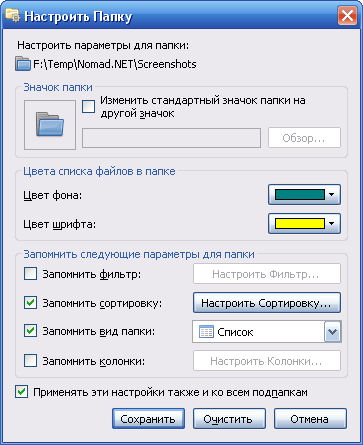 Настроить Папку
Настроить параметры для папки:
F:\Temp\Nomad.NET\Screenshots
Значок папки
Изменить стандартный значок папки на
другой значок
Обзор...
Цвета списка файлов в папке
Цвет фона:
Цвет шрифта:
Запомнить следующие параметры для папки
Запомнить фильтр:
Настроить Фильтр...
Запомнить сортировку:
Настроить Сортировку...
Запомнить вид папки:
Список
Запомнить колонки:
Настроить Колонки...
Применять эти настройки также и ко всем подпапкам
Сохранить
Очистить
Отмена